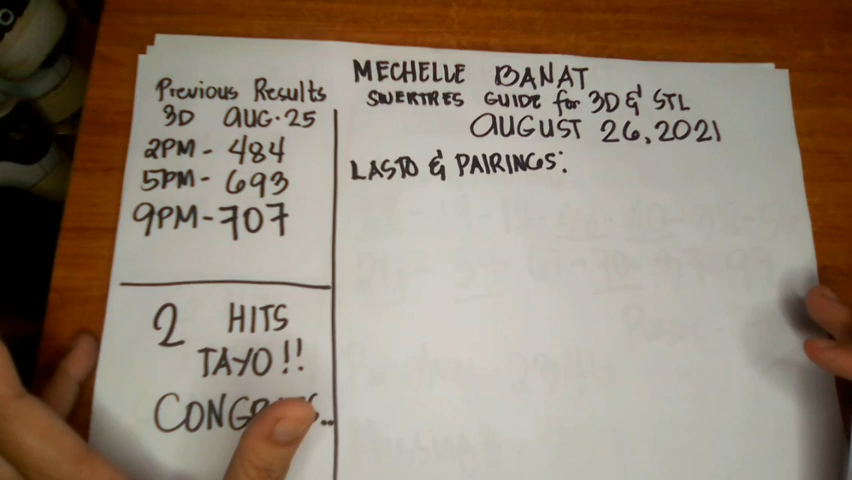 Previous Results
3D AUG·25
2PM - 484
5PM - 693
9PM - 707
2 HITS
TAYO!!
MECHELLE BANAT
SWERTRES GUIDE for 3D & STL
AUGUST 26, 2021
LASTO & PAIRINGS: